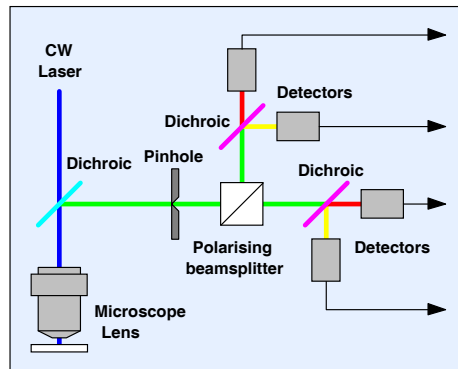 CW
Laser
Detectors
Dichroic
Pinhole
Dichroic
Dichroic
Polarising
beamsplitter
Detectors
Microscope
Lens